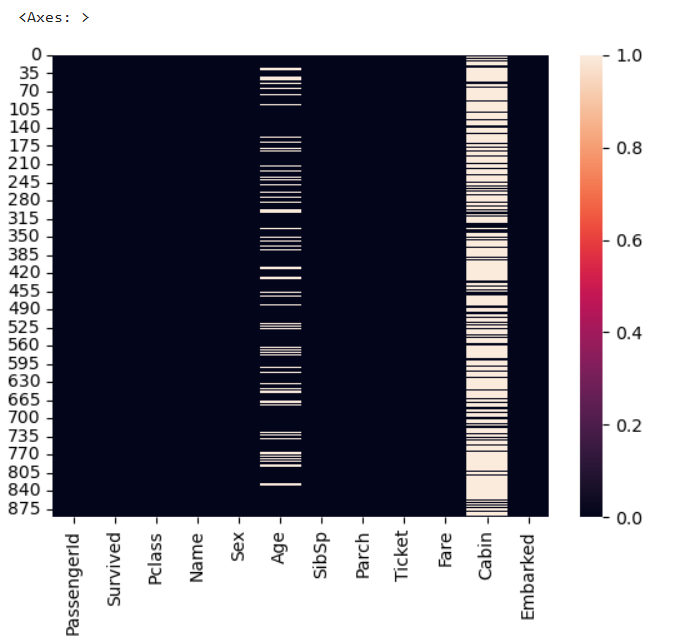 <Axes: >
0
35
70
105
140
175
210
245
280
315
350
385
420
455
490
525
560
595
630
665
700
735
770
805
840
875
1.0
0.8
0.6
0.4
0.2
0.0
PassengerId
Survived
Pclass
Name
Sex
Age
SibSp
Parch
Ticket
Fare
Cabin
Embarked